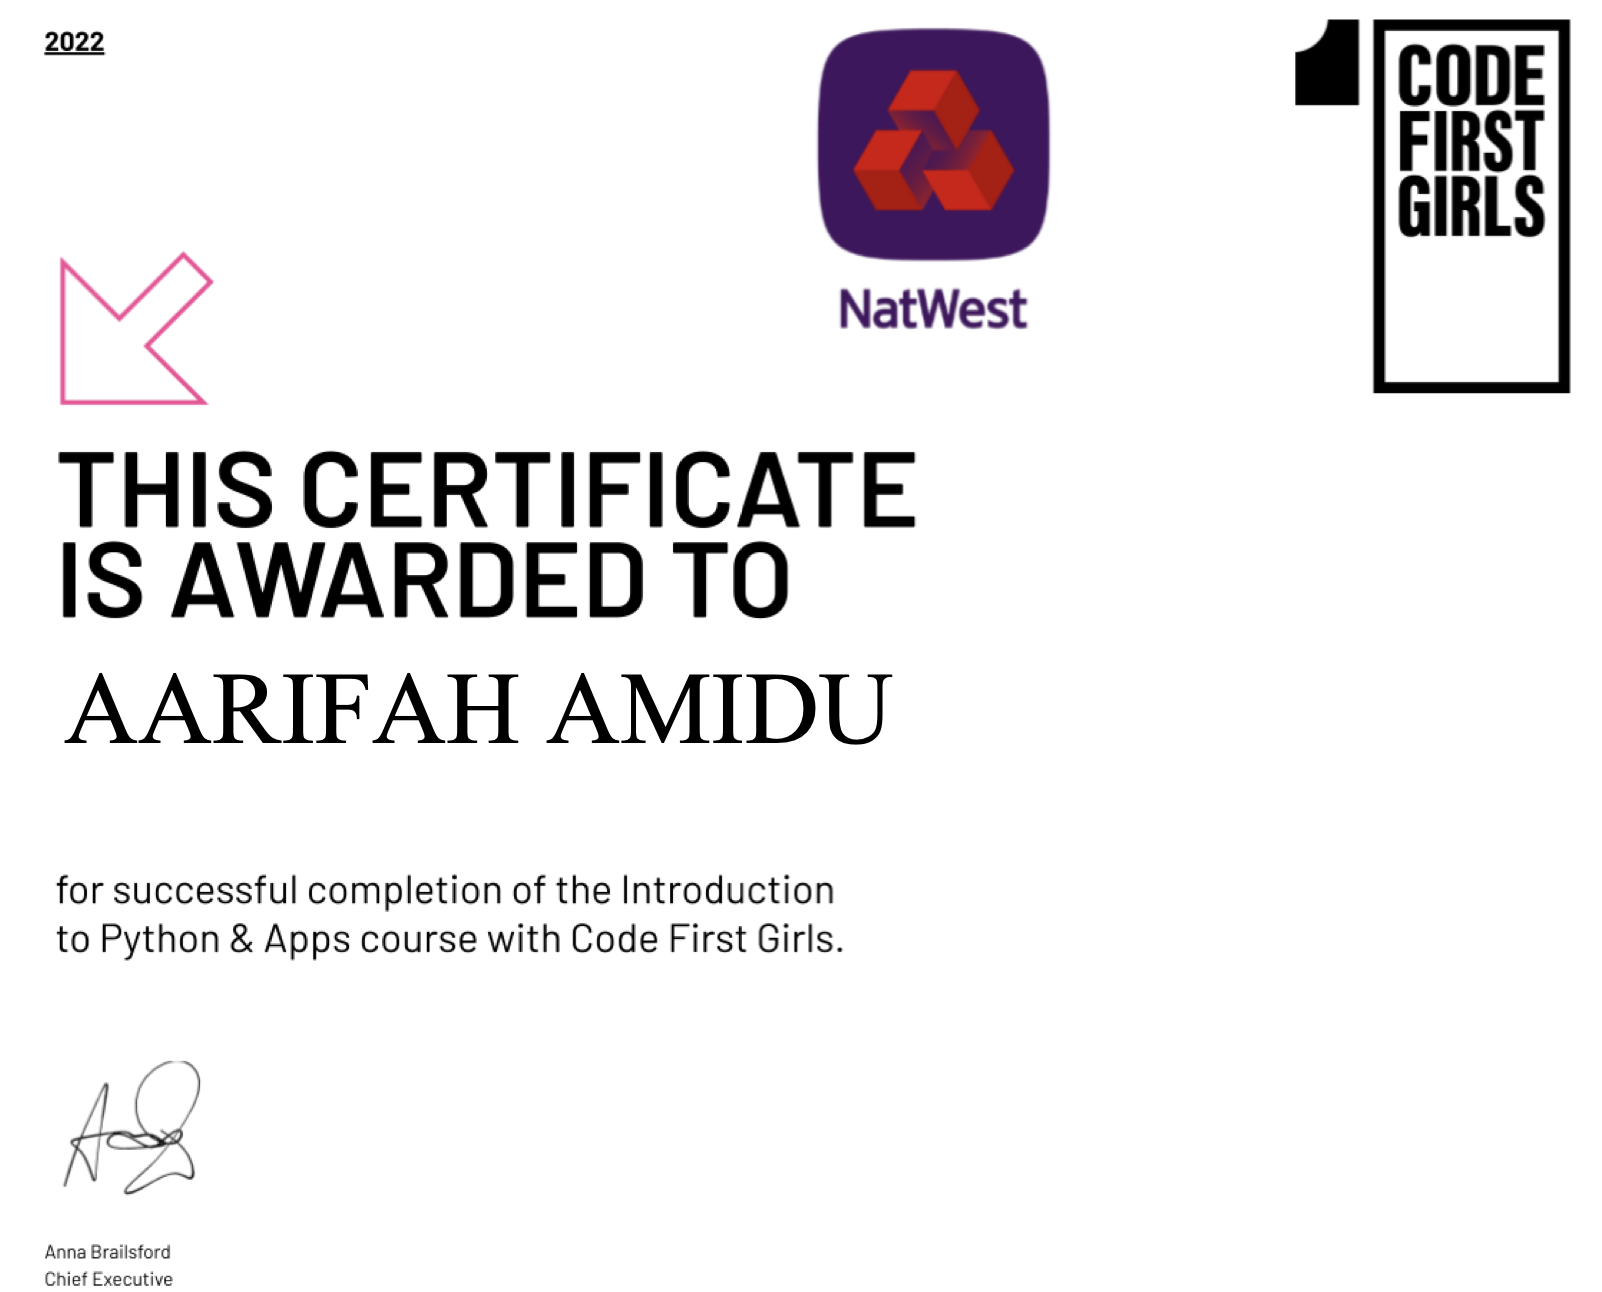 2022
NatWest
CODE
FIRST
GIRLS
THIS CERTIFICATE
IS AWARDED TO
AARIFAH AMIDU
for successful completion of the Introduction
to Python & Apps course with Code First Girls.
Anna Brailsford
Chief Executive